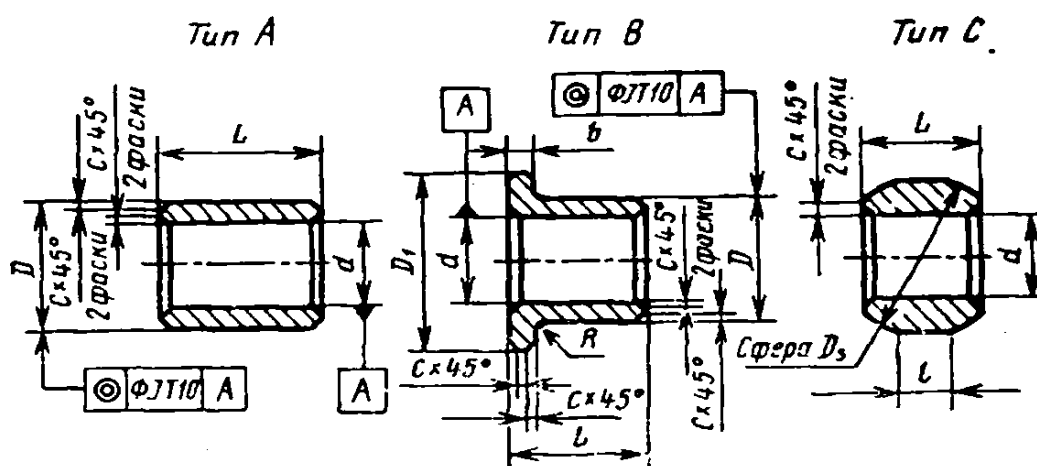 Тип А
Тип В
Тип С.
c×45°
2 фаски
L
D
c×45°
2 фаски
d
◎ ФJT10 A
A
A
◎ ФJT10 A
b
D₁
d
c×45°
2 фаски
D
R
c×45°
c×45°
c×45°
L
c×45°
2 фаски
L
d
Сфера D₃
l